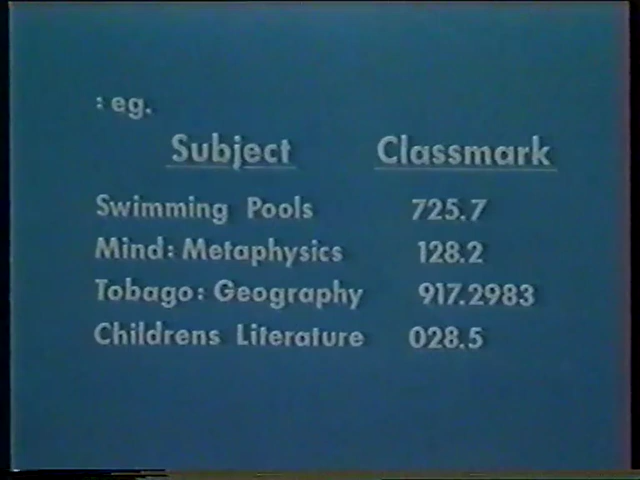 : eg.
Subject Classmark
Swimming Pools 725.7
Mind: Metaphysics 128.2
Tobago: Geography 917.2983
Childrens Literature 028.5